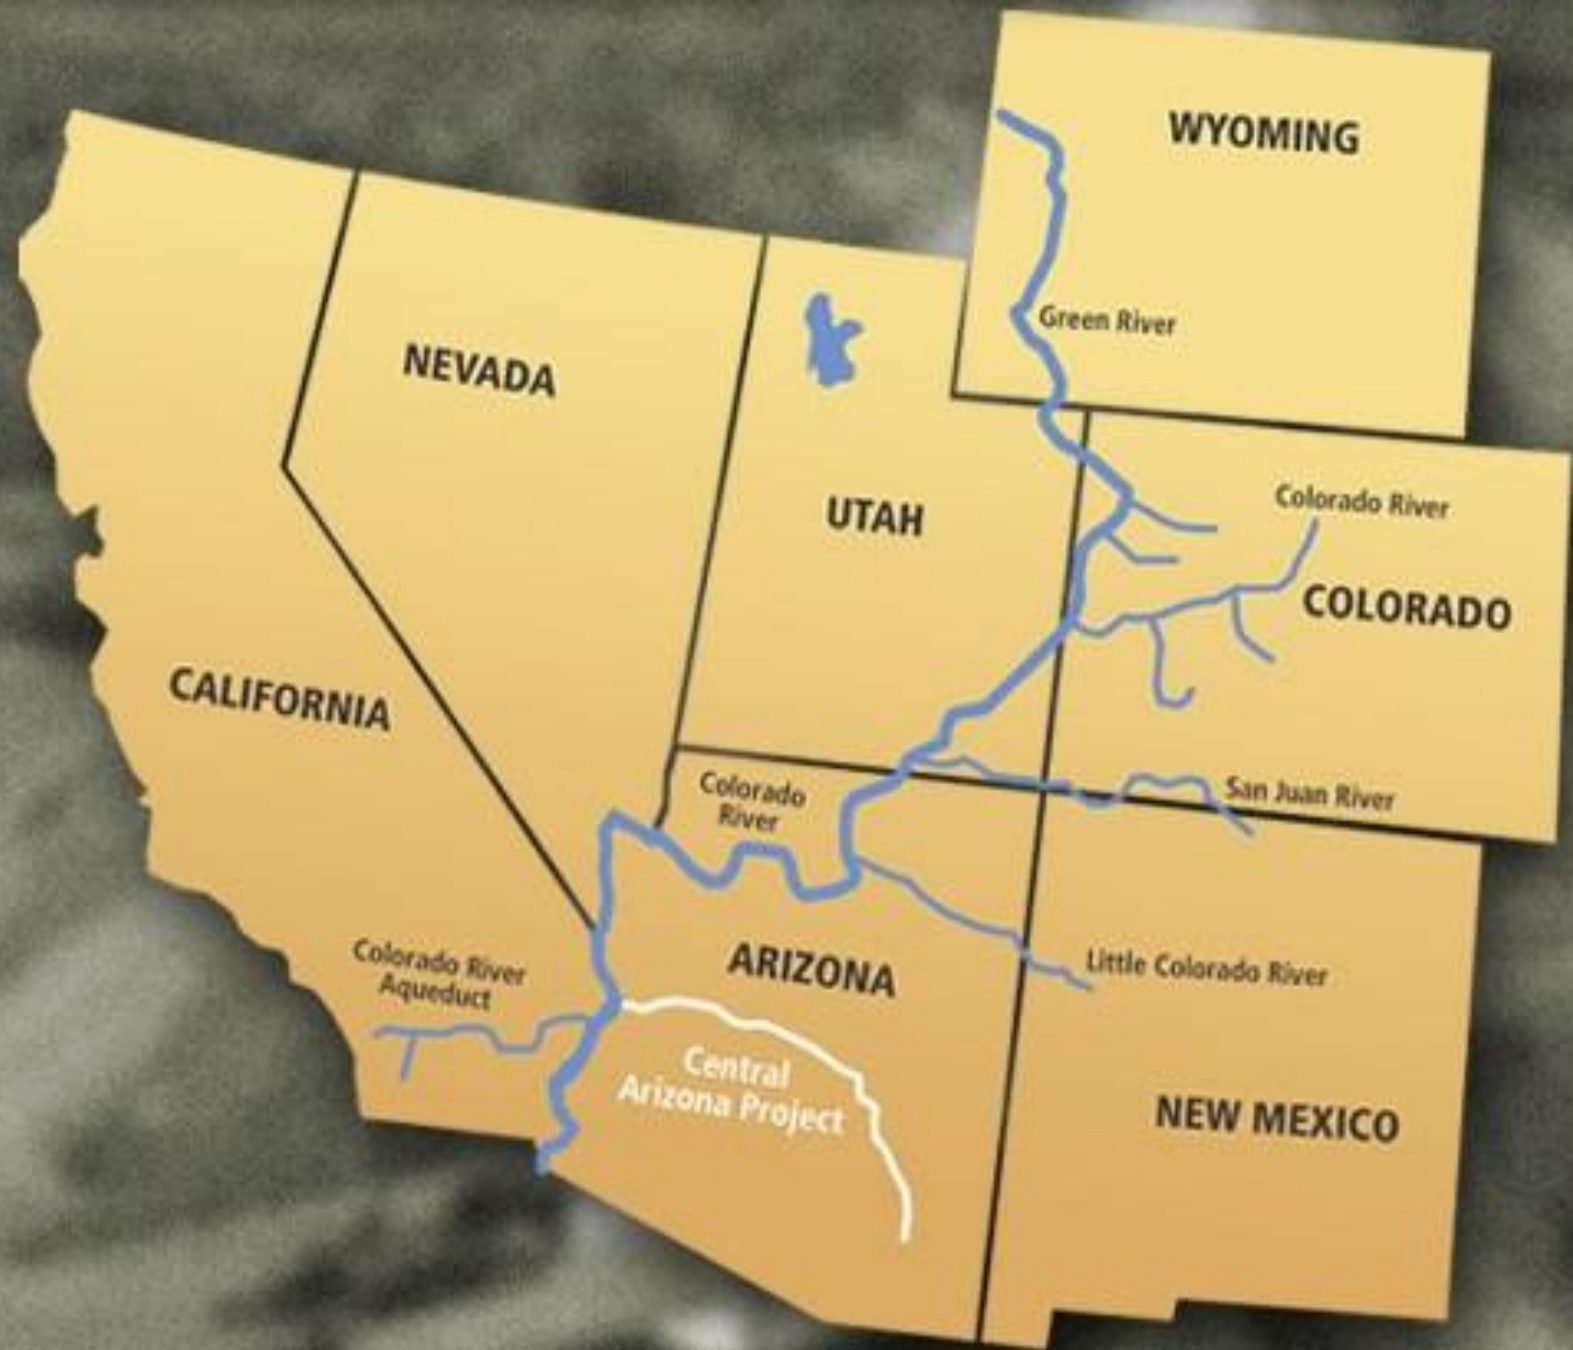 WYOMING
Green River
NEVADA
UTAH
Colorado River
COLORADO
CALIFORNIA
Colorado
River
San Juan River
Colorado River
Aqueduct
ARIZONA
Little Colorado River
Central
Arizona Project
NEW MEXICO